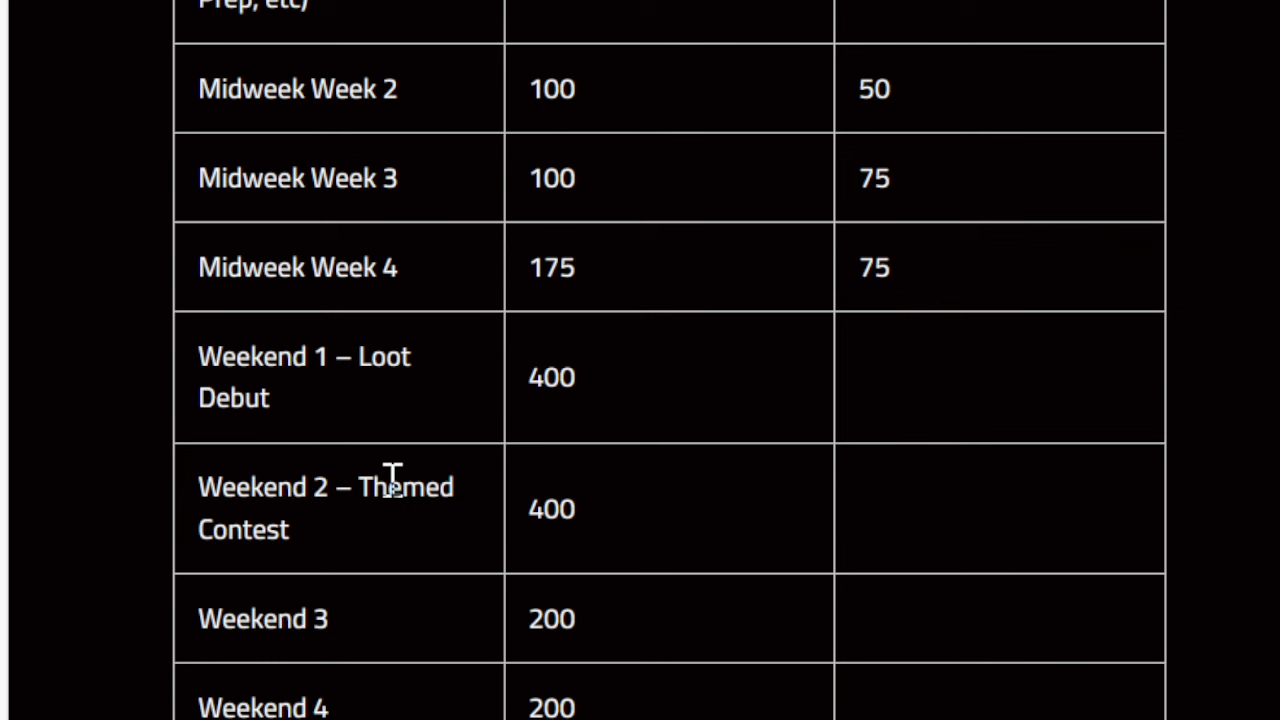 Prep, etc)
Midweek Week 2 100 50
Midweek Week 3 100 75
Midweek Week 4 175 75
Weekend 1 – Loot
Debut
400
Weekend 2 – Themed
Contest
400
Weekend 3 200
Weekend 4 200